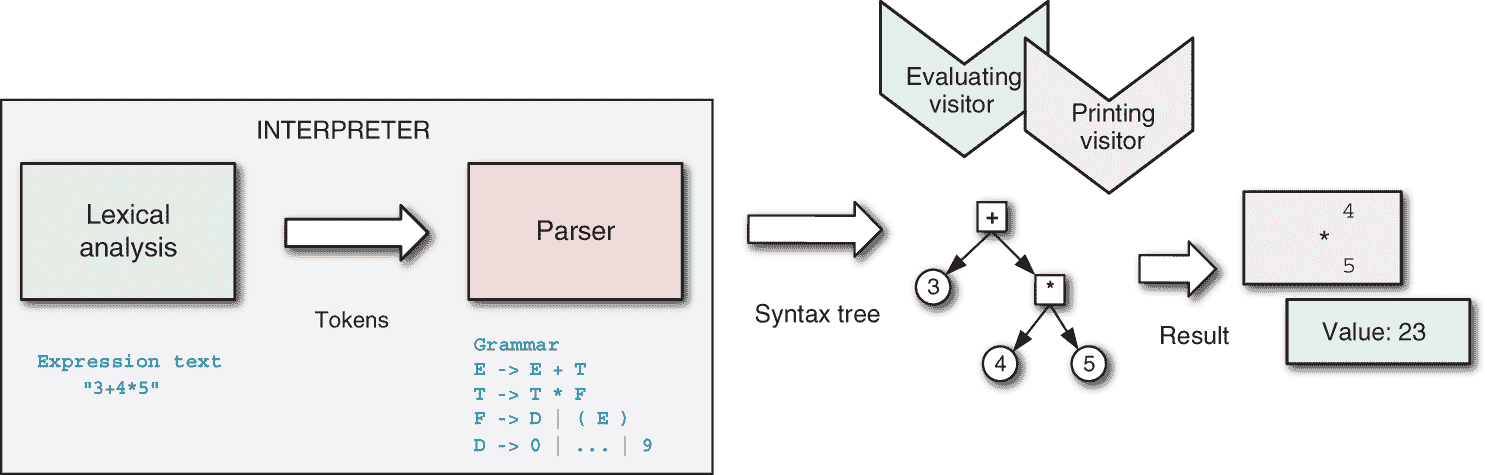 INTERPRETER
Lexical
analysis
Expression text
"3+4*5"
Tokens
Parser
Grammar
E -> E + T
T -> T * F
F -> D | ( E )
D -> 0 | ... | 9
Syntax tree
Evaluating
visitor
Printing
visitor
+
3
*
4
5
Result
4
*
5
Value: 23